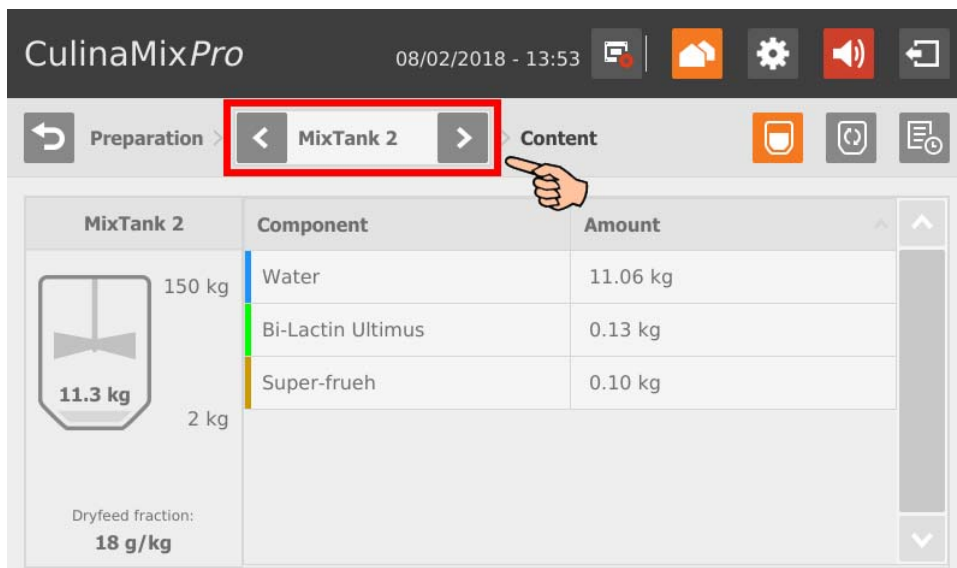 CulinaMixPro 08/02/2018 - 13:53
Preparation > < MixTank 2 > > Content
MixTank 2 Component Amount
150 kg Water 11.06 kg
Bi-Lactin Ultimus 0.13 kg
11.3 kg Super-frueh 0.10 kg
2 kg
Dryfeed fraction:
18 g/kg